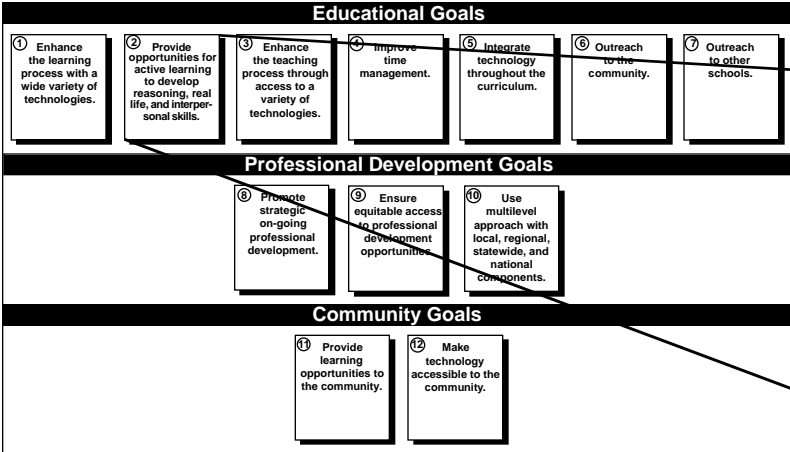 Educational Goals
1 Enhance
the learning
process with a
wide variety of
technologies.
2 Provide
opportunities for
active learning
to develop
reasoning, real
life, and interper-
sonal skills.
3 Enhance
the teaching
process through
access to a
variety of
technologies.
4 Improve
time
management.
5 Integrate
technology
throughout the
curriculum.
6 Outreach
to the
community.
7 Outreach
to other
schools.
Professional Development Goals
8 Promote
strategic
on-going
professional
development.
9 Ensure
equitable access
to professional
development
opportunities.
10 Use
multilevel
approach with
local, regional,
statewide, and
national
components.
Community Goals
11 Provide
learning
opportunities to
the community.
12 Make
technology
accessible to the
community.